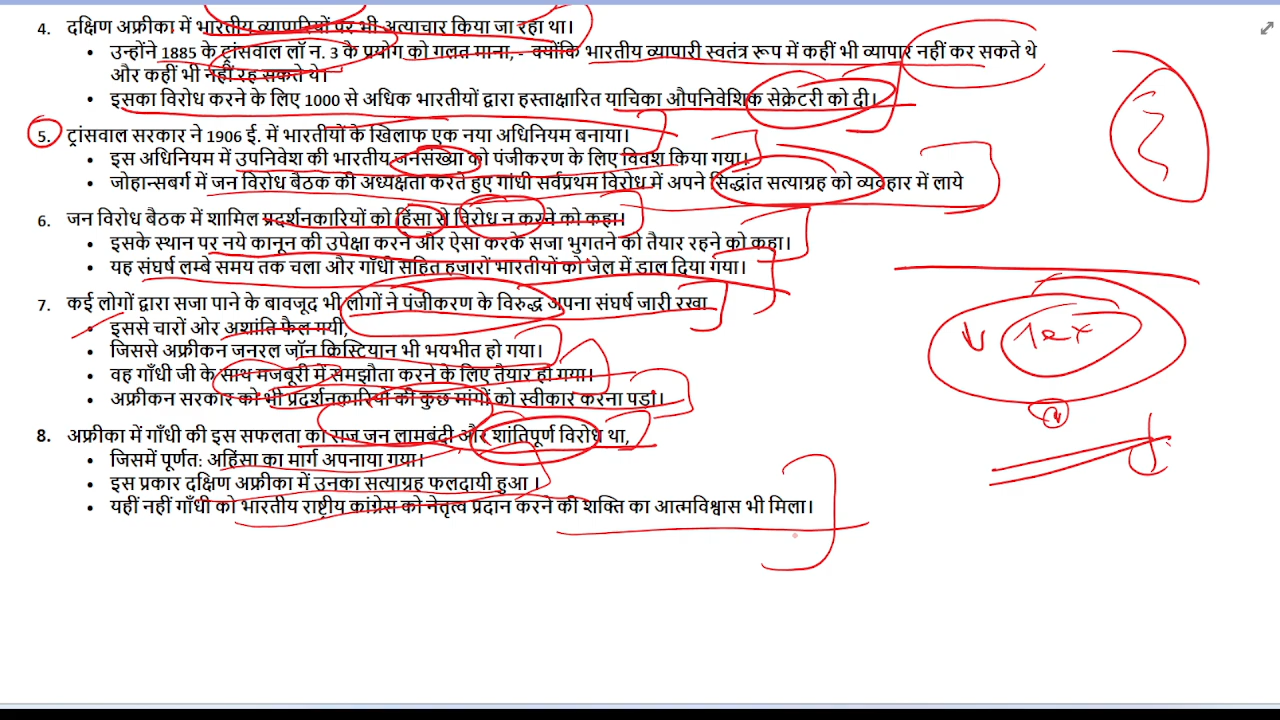 4. दक्षिण अफ्रीका में भारतीय व्यापारियों पर भी अत्याचार किया जा रहा था।
• उन्होंने 1885 के ट्रांसवाल लॉ न. 3 के प्रयोग को गलत माना, - क्योंकि भारतीय व्यापारी स्वतंत्र रूप में कहीं भी व्यापार नहीं कर सकते थे
और कहीं भी नहीं रह सकते थे।
• इसका विरोध करने के लिए 1000 से अधिक भारतीयों द्वारा हस्ताक्षारित याचिका औपनिवेशिक सेक्रेटरी को दी।
5. ट्रांसवाल सरकार ने 1906 ई. में भारतीयों के खिलाफ एक नया अधिनियम बनाया।
• इस अधिनियम में उपनिवेश की भारतीय जनसंख्या को पंजीकरण के लिए विवश किया गया।
• जोहान्सबर्ग में जन विरोध बैठक की अध्यक्षता करते हुए गांधी सर्वप्रथम विरोध में अपने सिद्धांत सत्याग्रह को व्यवहार में लाये
6. जन विरोध बैठक में शामिल प्रदर्शनकारियों को हिंसा से विरोध न करने को कहा।
• इसके स्थान पर नये कानून की उपेक्षा करने और ऐसा करके सजा भुगतने को तैयार रहने को कहा।
• यह संघर्ष लम्बे समय तक चला और गाँधी सहित हजारों भारतीयों को जेल में डाल दिया गया।
7. कई लोगों द्वारा सजा पाने के बावजूद भी लोगों ने पंजीकरण के विरुद्ध अपना संघर्ष जारी रखा
• इससे चारों ओर अशांति फैल गयी,
• जिससे अफ्रीकन जनरल जॉन क्रिस्टियान भी भयभीत हो गया।
• वह गाँधी जी के साथ मजबूरी में समझौता करने के लिए तैयार हो गया।
• अफ्रीकन सरकार को भी प्रदर्शनकारियों की कुछ मांगों को स्वीकार करना पड़ा।
8. अफ्रीका में गाँधी की इस सफलता का राज जन लामबंदी और शांतिपूर्ण विरोध था,
• जिसमें पूर्णत: अहिंसा का मार्ग अपनाया गया।
• इस प्रकार दक्षिण अफ्रीका में उनका सत्याग्रह फलदायी हुआ ।
• यहीं नहीं गाँधी को भारतीय राष्ट्रीय कांग्रेस को नेतृत्व प्रदान करने की शक्ति का आत्मविश्वास भी मिला।